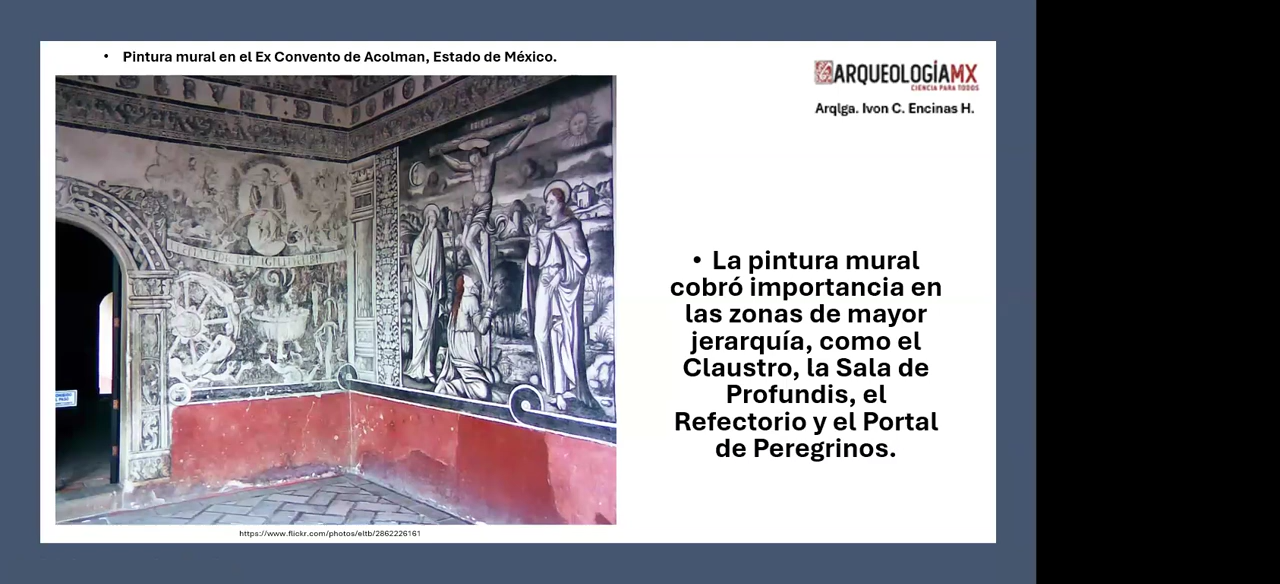 • Pintura mural en el Ex Convento de Acolman, Estado de México.
ARQUEOLOGÍAMX
CIENCIA PARA TODOS
Arqlga. Ivon C. Encinas H.
• La pintura mural
cobró importancia en
las zonas de mayor
jerarquía, como el
Claustro, la Sala de
Profundis, el
Refectorio y el Portal
de Peregrinos.
https://www.flickr.com/photos/eltb/2862226161